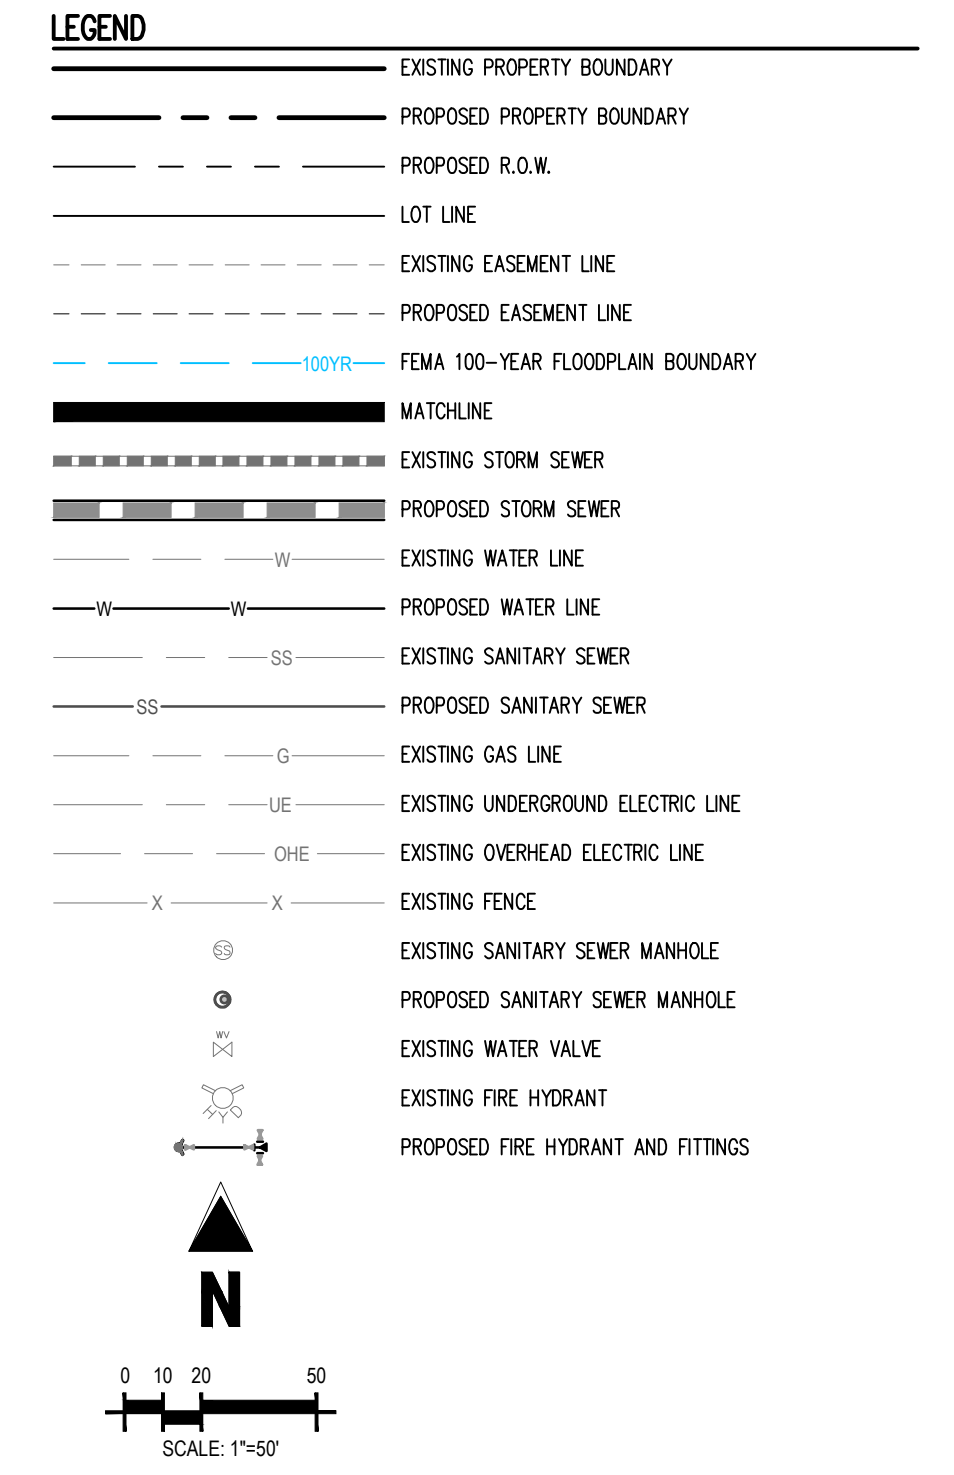 LEGEND
EXISTING PROPERTY BOUNDARY
PROPOSED PROPERTY BOUNDARY
PROPOSED R.O.W.
LOT LINE
EXISTING EASEMENT LINE
PROPOSED EASEMENT LINE
100YR FEMA 100-YEAR FLOODPLAIN BOUNDARY
MATCHLINE
EXISTING STORM SEWER
PROPOSED STORM SEWER
W EXISTING WATER LINE
W W PROPOSED WATER LINE
SS EXISTING SANITARY SEWER
SS PROPOSED SANITARY SEWER
G EXISTING GAS LINE
UE EXISTING UNDERGROUND ELECTRIC LINE
OHE EXISTING OVERHEAD ELECTRIC LINE
X X EXISTING FENCE
SS EXISTING SANITARY SEWER MANHOLE
PROPOSED SANITARY SEWER MANHOLE
WV
EXISTING WATER VALVE
EXISTING FIRE HYDRANT
HYD
PROPOSED FIRE HYDRANT AND FITTINGS
N
0 10 20 50
SCALE: 1"=50'